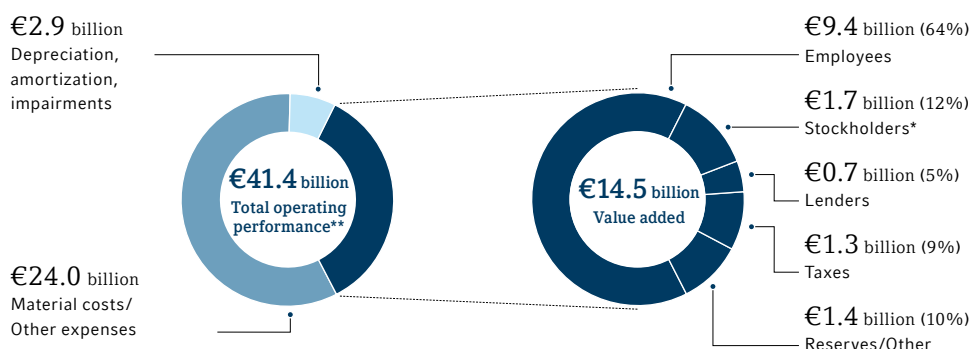 €2.9 billion
Depreciation,
amortization,
impairments
€41.4 billion
Total operating
performance**
€24.0 billion
Material costs/
Other expenses
€14.5 billion
Value added
€9.4 billion (64%)
Employees
€1.7 billion (12%)
Stockholders*
€0.7 billion (5%)
Lenders
€1.3 billion (9%)
Taxes
€1.4 billion (10%)
Reserves/Other